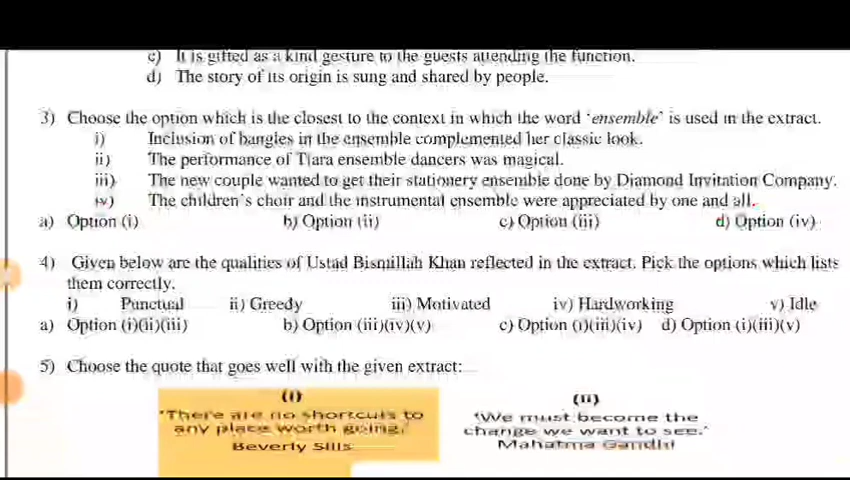 c) It is gifted as a kind gesture to the guests attending the function.
d) The story of its origin is sung and shared by people.
3) Choose the option which is the closest to the context in which the word ‘ensemble’ is used in the extract.
i) Inclusion of bangles in the ensemble complemented her classic look.
ii) The performance of Tiara ensemble dancers was magical.
iii) The new couple wanted to get their stationery ensemble done by Diamond Invitation Company.
iv) The children’s choir and the instrumental ensemble were appreciated by one and all.
a) Option (i) b) Option (ii) c) Option (iii) d) Option (iv)
4) Given below are the qualities of Ustad Bismillah Khan reflected in the extract. Pick the options which lists
them correctly.
i) Punctual ii) Greedy iii) Motivated iv) Hardworking v) Idle
a) Option (i)(ii)(iii) b) Option (iii)(iv)(v) c) Option (i)(iii)(iv) d) Option (i)(iii)(v)
5) Choose the quote that goes well with the given extract:
(i) (ii)
‘There are no shortcuts to
any place worth going.’
Beverly Sills
‘We must become the
change we want to see.’
Mahatma Gandhi